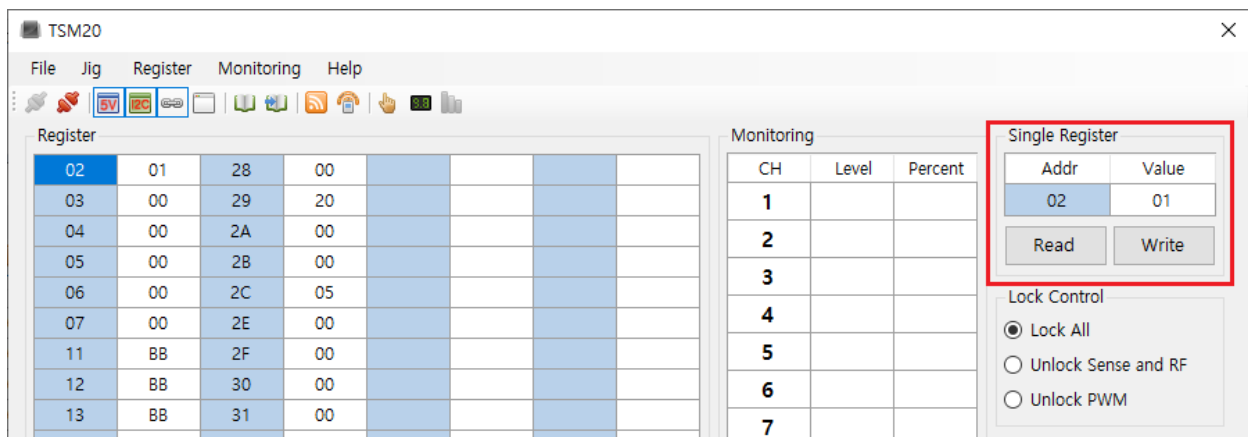 TSM20
File Jig Register Monitoring Help
5V I2C 9.8
Register Monitoring Single Register
02 01 28 00 CH Level Percent Addr Value
03 00 29 20 1 02 01
04 00 2A 00 2 Read Write
05 00 2B 00 3
06 00 2C 05 Lock Control
07 00 2E 00 4 Lock All
11 BB 2F 00 5 Unlock Sense and RF
12 BB 30 00 6 Unlock PWM
13 BB 31 00 7